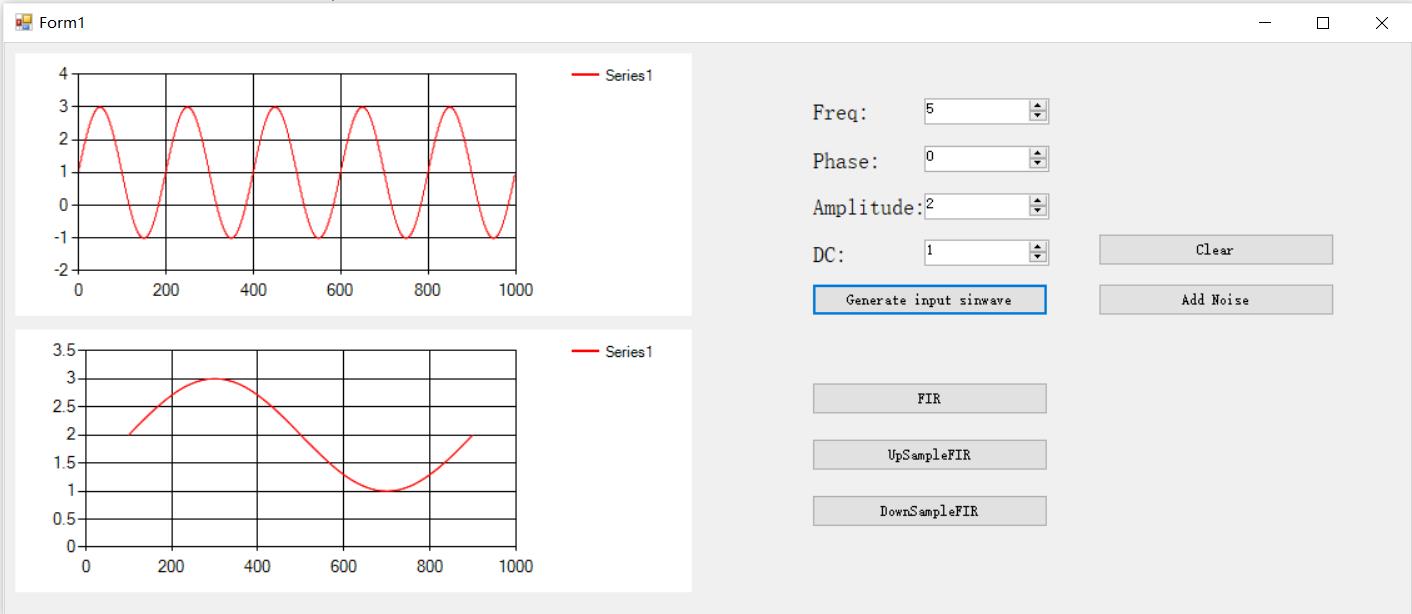 Form1
4
3
2
1
0
-1
-2
0 200 400 600 800 1000
Series1
3.5
3
2.5
2
1.5
1
0.5
0
0 200 400 600 800 1000
Series1
Freq: 5
Phase: 0
Amplitude: 2
DC: 1
Clear
Generate input sinwave
Add Noise
FIR
UpSampleFIR
DownSampleFIR